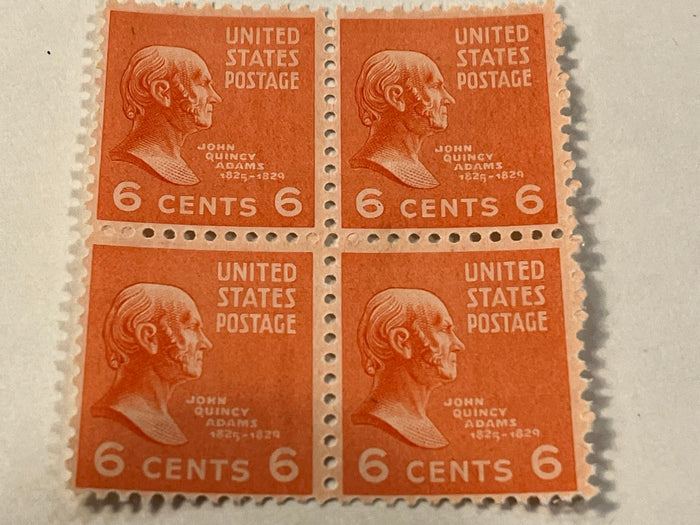 UNITED
STATES
POSTAGE
JOHN
QUINCY
ADAMS
1825-1829
6 CENTS 6
UNITED
STATES
POSTAGE
JOHN
QUINCY
ADAMS
1825-1829
6 CENTS 6
UNITED
STATES
POSTAGE
JOHN
QUINCY
ADAMS
1825-1829
6 CENTS 6
UNITED
STATES
POSTAGE
JOHN
QUINCY
ADAMS
1825-1829
6 CENTS 6